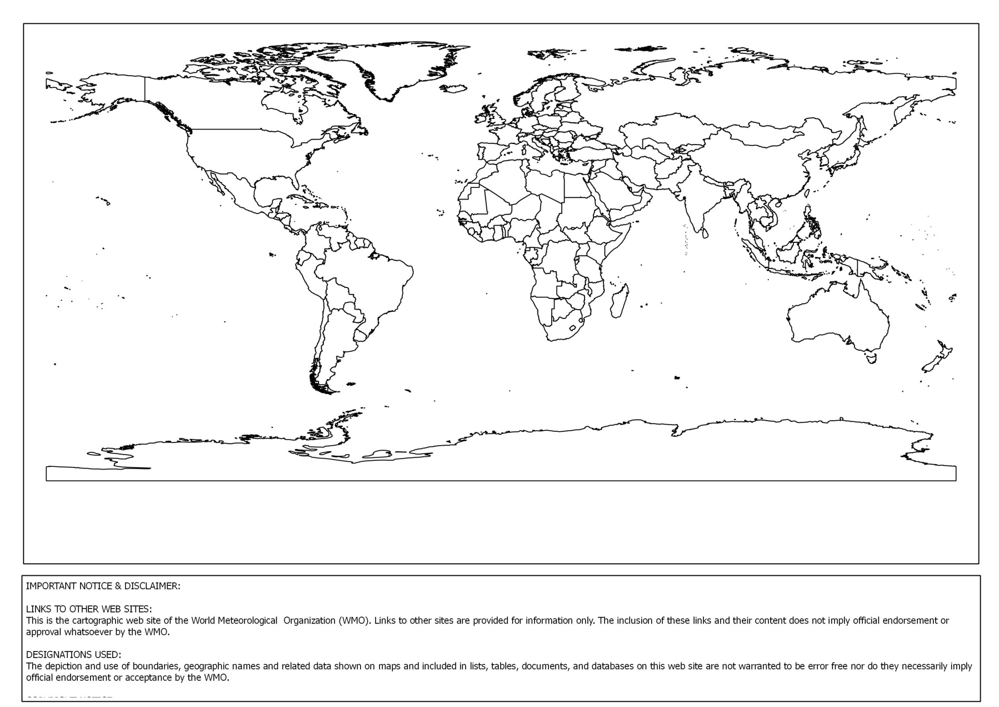 IMPORTANT NOTICE & DISCLAIMER:
LINKS TO OTHER WEB SITES:
This is the cartographic web site of the World Meteorological  Organization (WMO). Links to other sites are provided for information only. The inclusion of these links and their content does not imply official endorsement or
approval whatsoever by the WMO.
DESIGNATIONS USED:
The depiction and use of boundaries, geographic names and related data shown on maps and included in lists, tables, documents, and databases on this web site are not warranted to be error free nor do they necessarily imply
official endorsement or acceptance by the WMO.